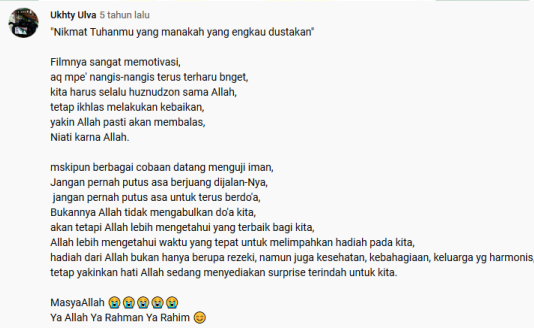 Ukhty Ulva 5 tahun lalu
"Nikmat Tuhanmu yang manakah yang engkau dustakan"
Filmnya sangat memotivasi,
aq mpe' nangis-nangis terus terharu bnget,
kita harus selalu huznudzon sama Allah,
tetap ikhlas melakukan kebaikan,
yakin Allah pasti akan membalas,
Niati karna Allah.
mskipun berbagai cobaan datang menguji iman,
Jangan pernah putus asa berjuang dijalan-Nya,
jangan pernah putus asa untuk terus berdo'a,
Bukannya Allah tidak mengabulkan do'a kita,
akan tetapi Allah lebih mengetahui yang terbaik bagi kita,
Allah lebih mengetahui waktu yang tepat untuk melimpahkan hadiah pada kita,
hadiah dari Allah bukan hanya berupa rezeki, namun juga kesehatan, kebahagiaan, keluarga yg harmonis,
tetap yakinkan hati Allah sedang menyediakan surprise terindah untuk kita.
MasyaAllah 😭😭😭😭😭
Ya Allah Ya Rahman Ya Rahim 😊